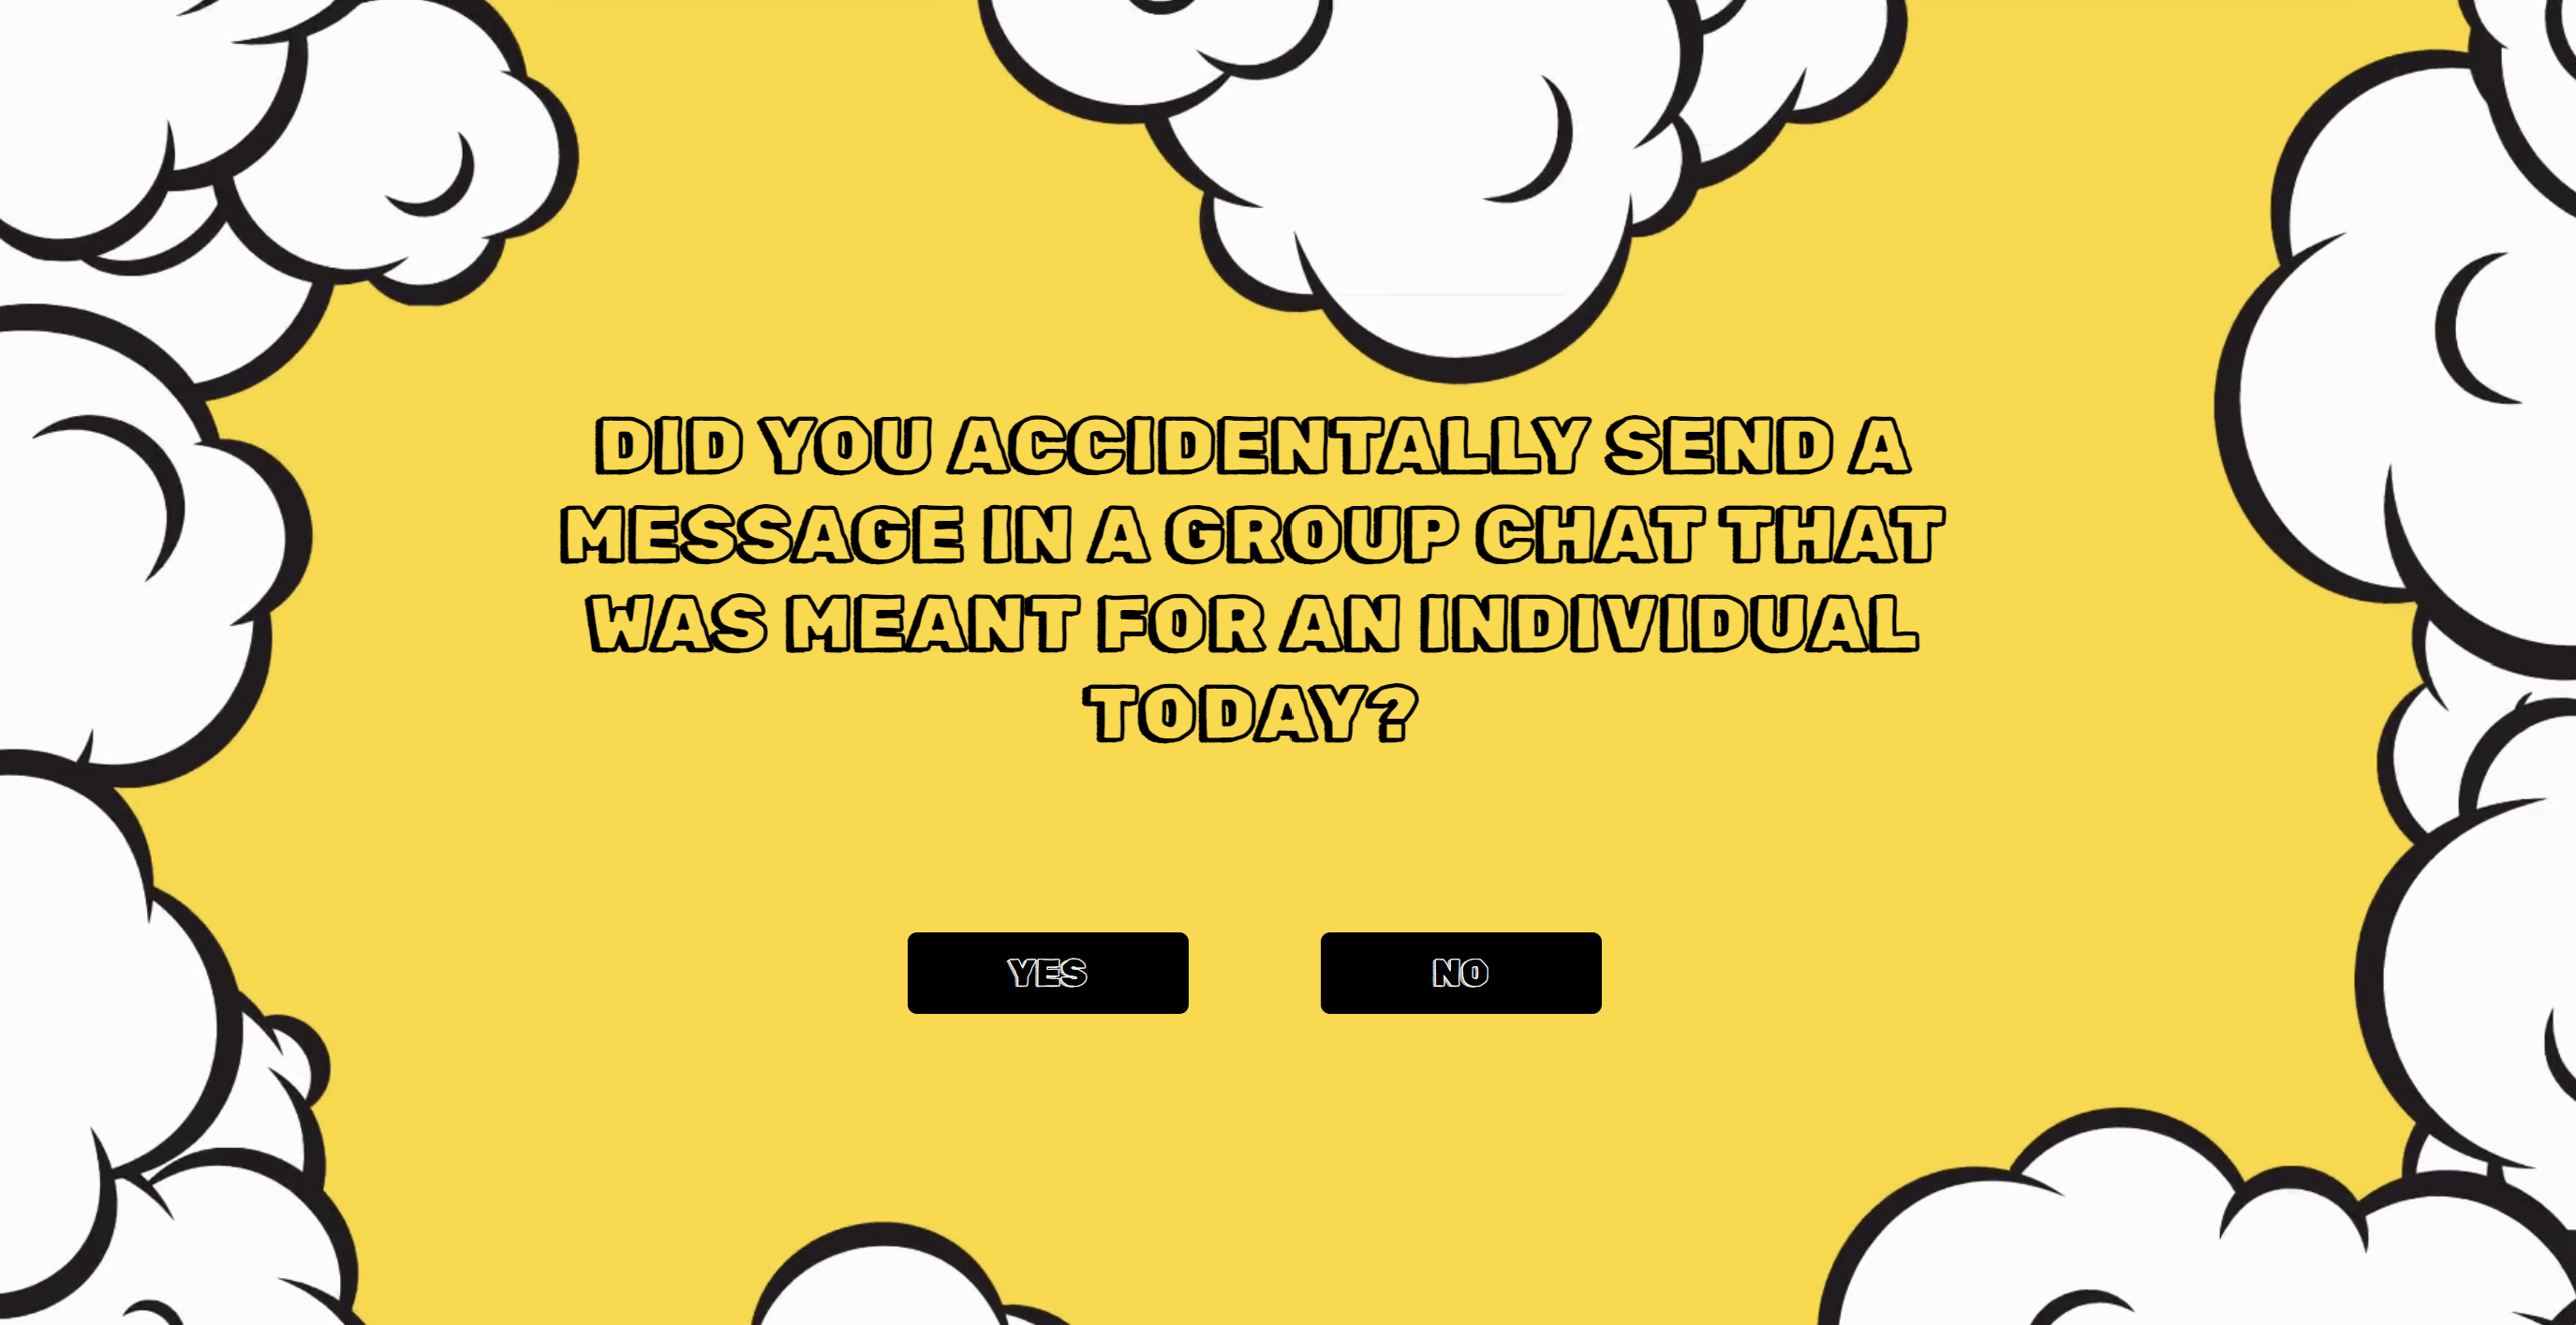 DID YOU ACCIDENTALLY SEND A
MESSAGE IN A GROUP CHAT THAT
WAS MEANT FOR AN INDIVIDUAL
TODAY?
YES
NO